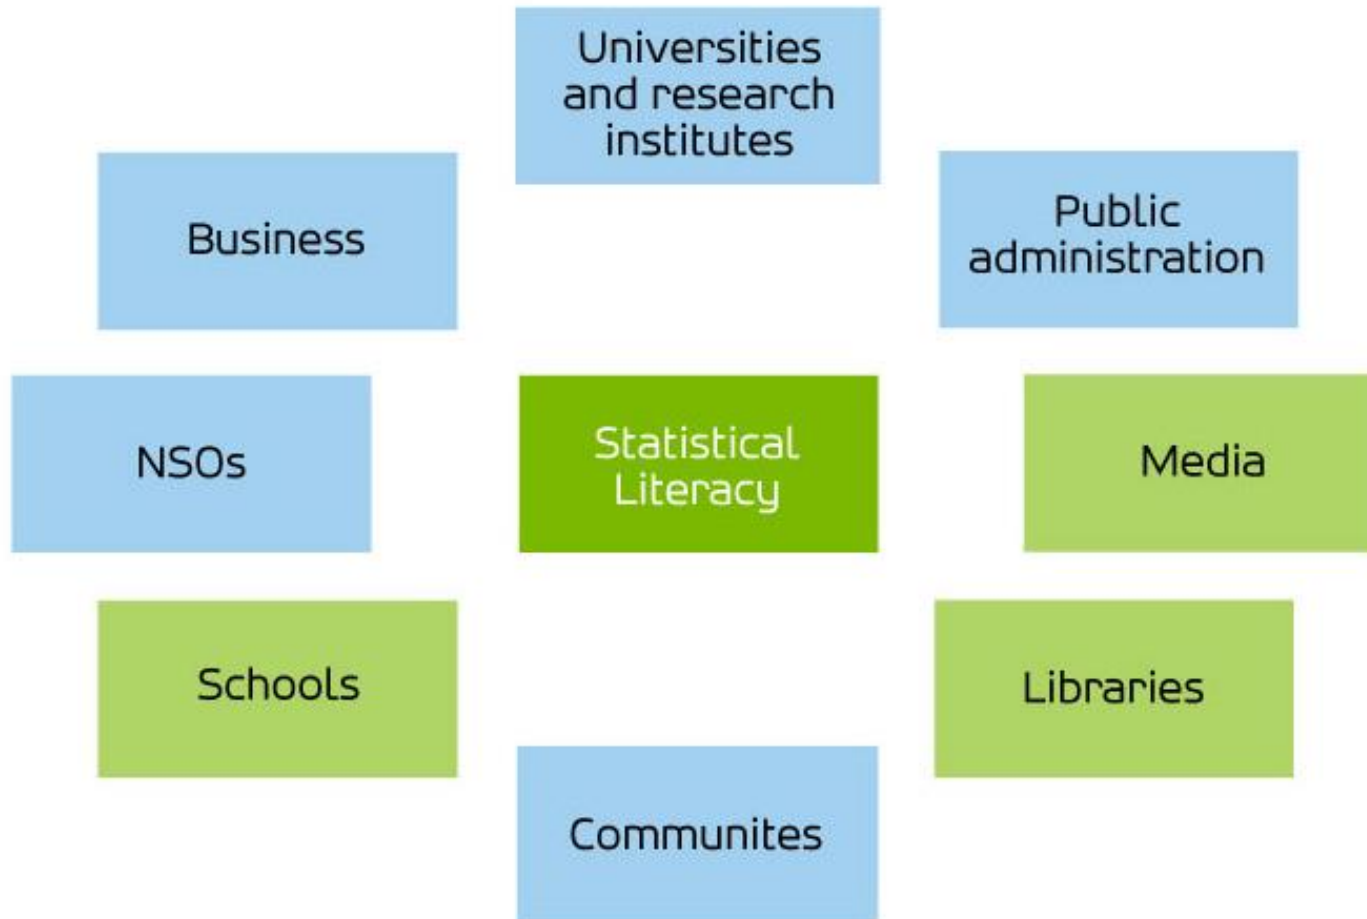 Universities
and research
institutes
Business
Public
administration
NSOs
Statistical
Literacy
Media
Schools
Libraries
Communites